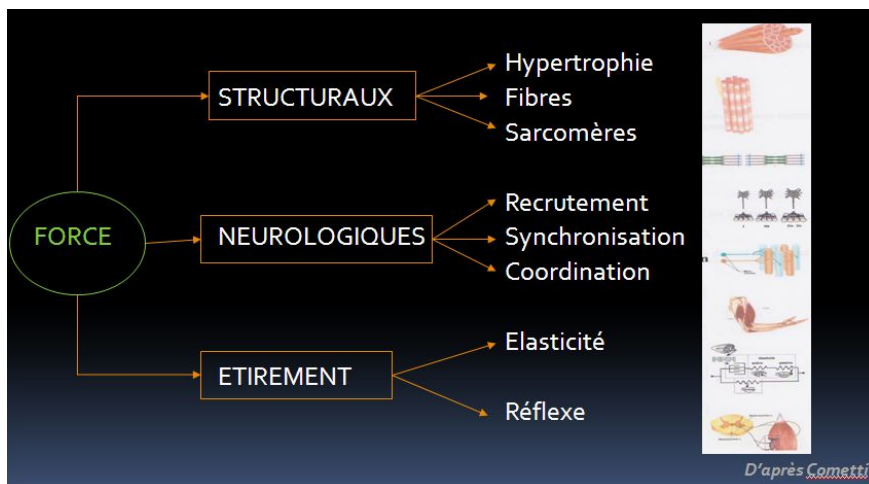 STRUCTURAUX
Hypertrophie
Fibres
Sarcomères
FORCE
NEUROLOGIQUES
Recrutement
Synchronisation
Coordination
ETIREMENT
Elasticité
Réflexe
D'après Cometti